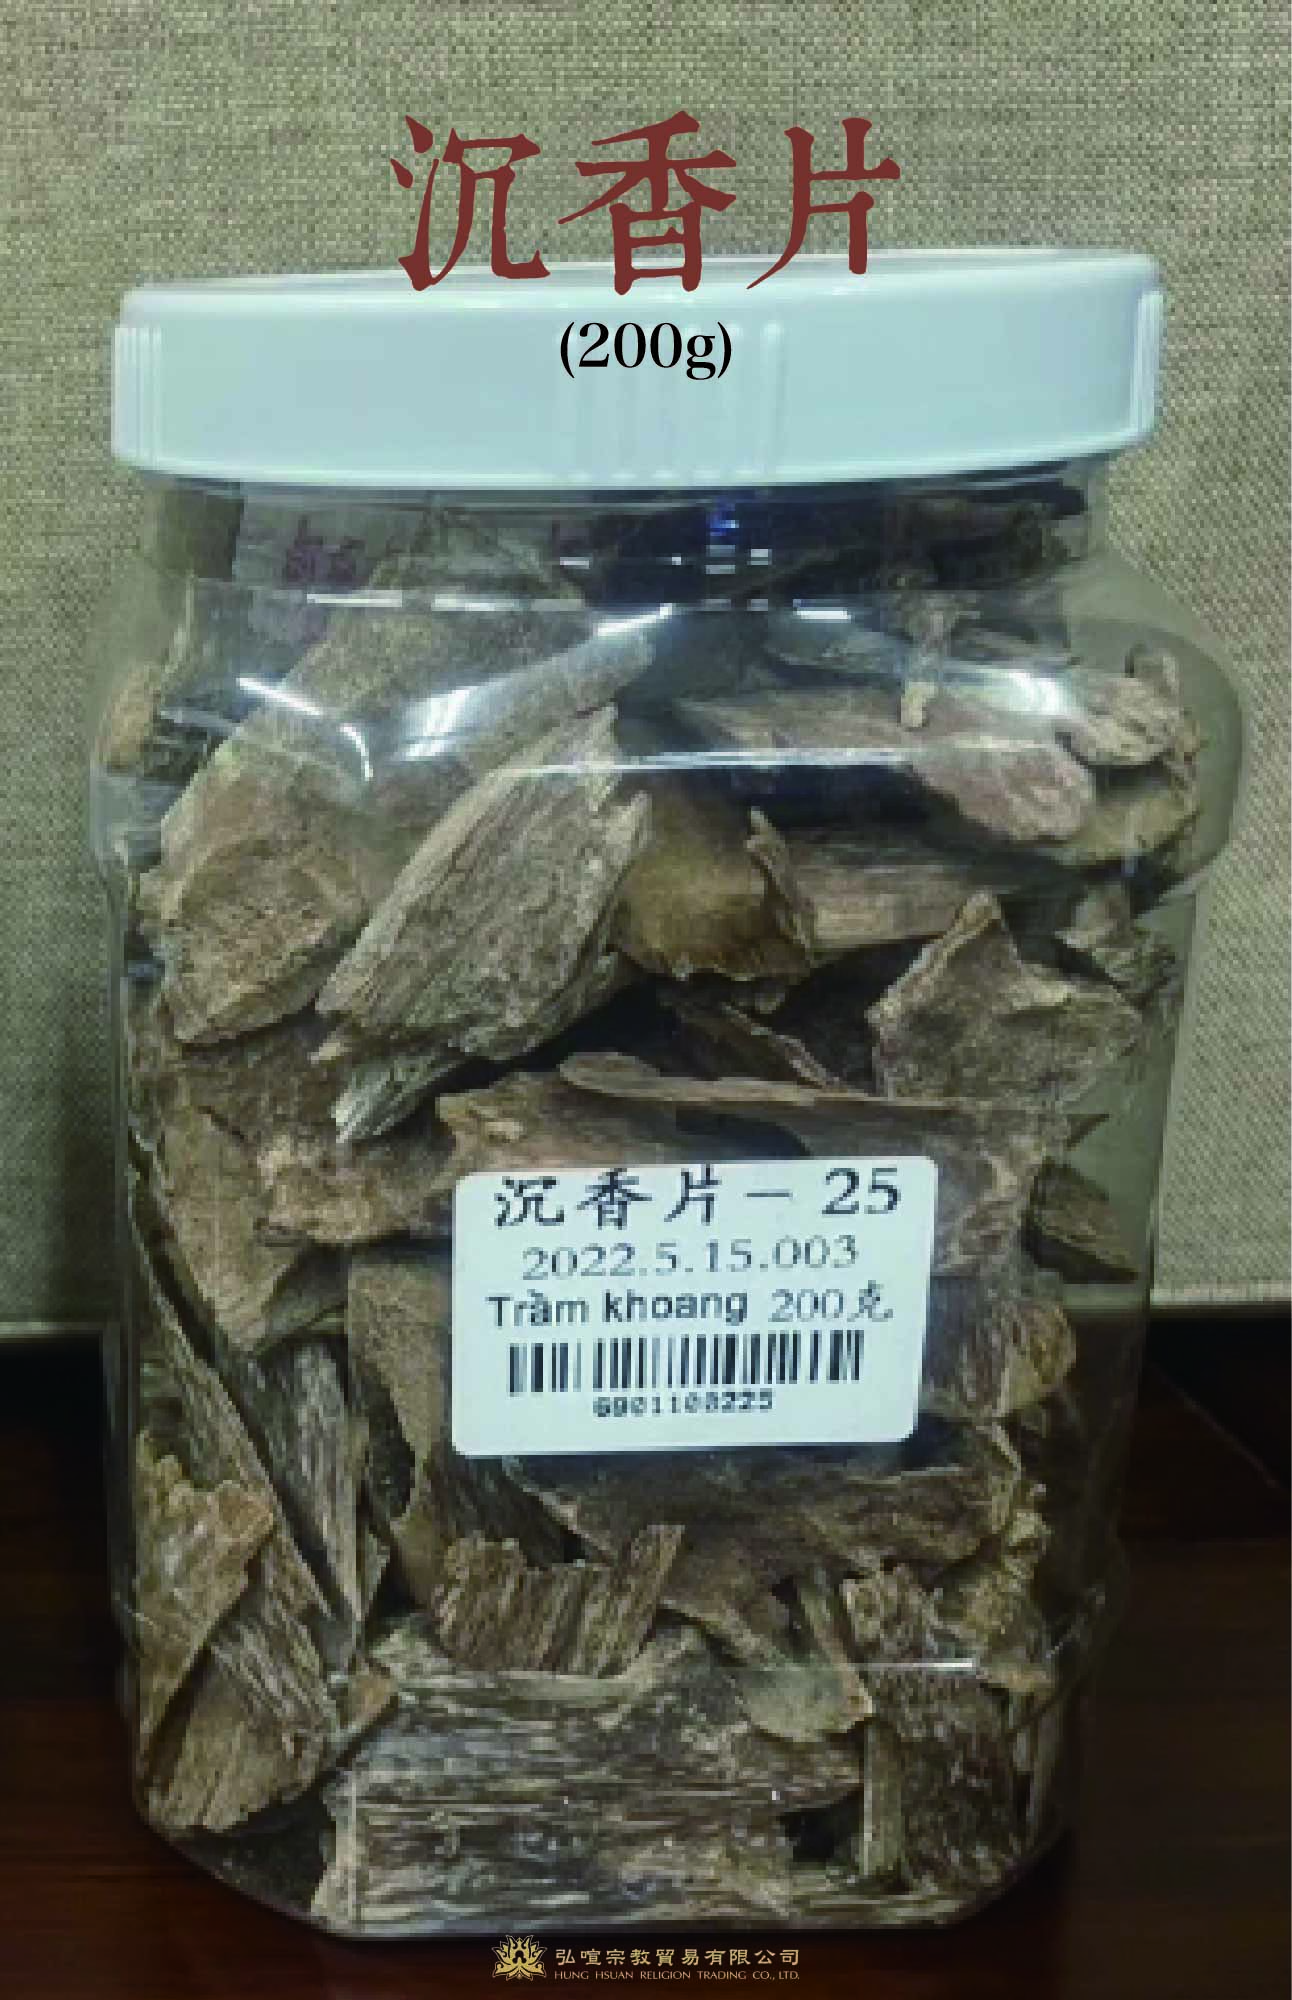 沉香片
(200g)
沉香片－25
2022.5.15.003
Trầm khoang 200克
6901108225
弘喧宗教貿易有限公司
HUNG HSUAN RELIGION TRADING CO., LTD.